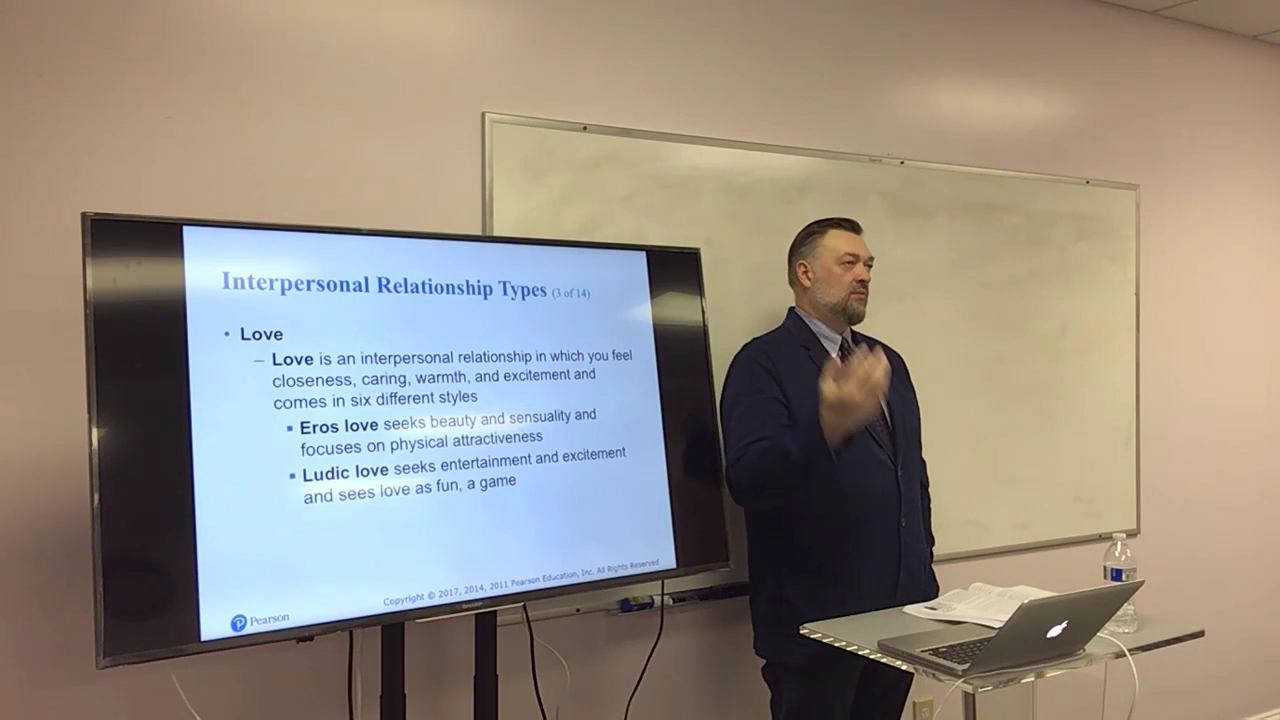 Interpersonal Relationship Types (3 of 14)
• Love
– Love is an interpersonal relationship in which you feel
closeness, caring, warmth, and excitement and
comes in six different styles
▪ Eros love seeks beauty and sensuality and
focuses on physical attractiveness
▪ Ludic love seeks entertainment and excitement
and sees love as fun, a game
Copyright © 2017, 2014, 2011 Pearson Education, Inc. All Rights Reserved
Pearson